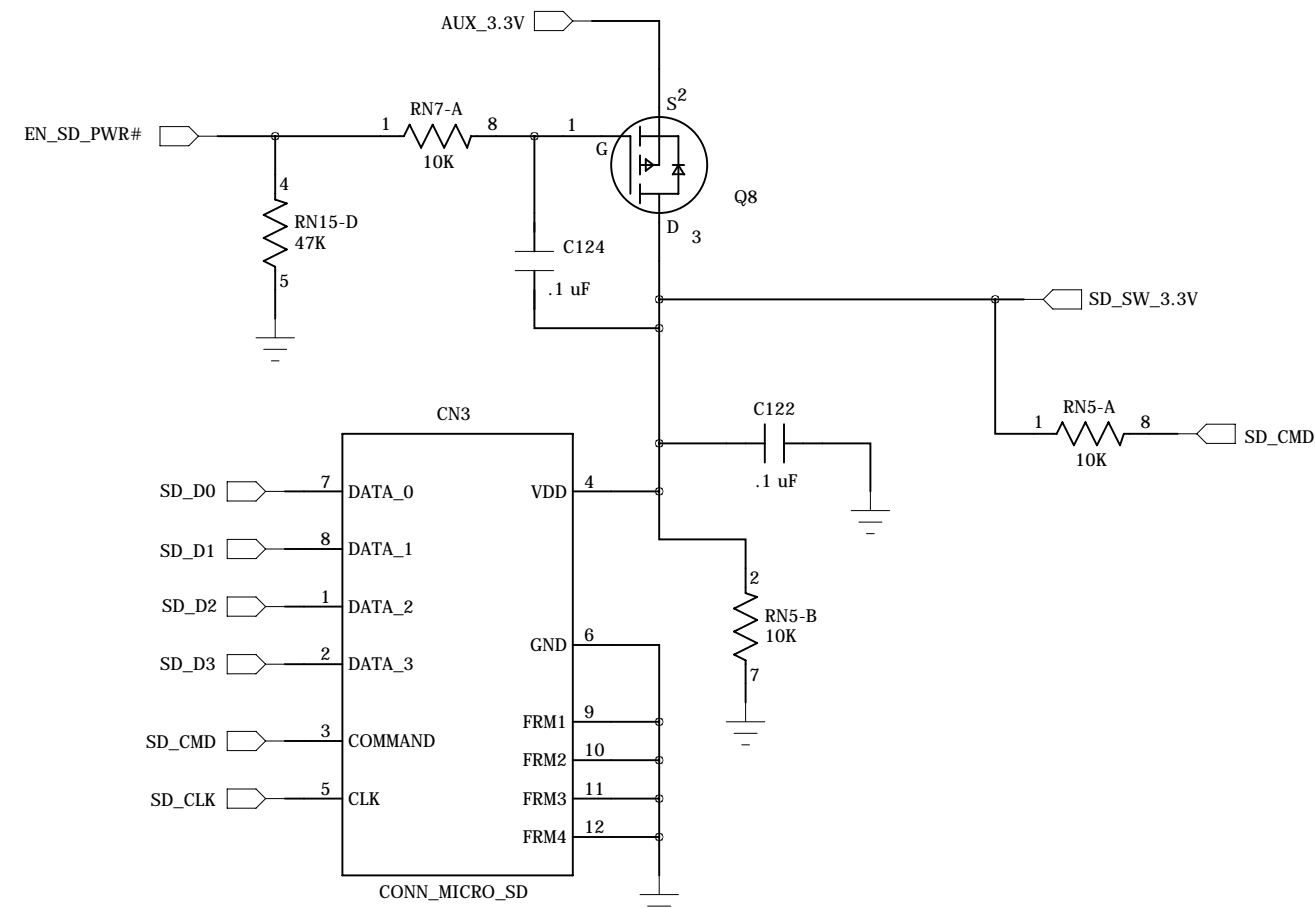 AUX_3.3V
S 2
EN_SD_PWR#
1 RN7-A 8
10K
1
G
Q8
D 3
4
RN15-D
47K
5
C124
.1 uF
SD_SW_3.3V
CN3
C122
.1 uF
RN5-A
1 8
10K
SD_CMD
SD_D0 7 DATA_0
VDD 4
SD_D1 8 DATA_1
SD_D2 1 DATA_2
SD_D3 2 DATA_3
SD_CMD 3 COMMAND
SD_CLK 5 CLK
GND 6
FRM1 9
FRM2 10
FRM3 11
FRM4 12
2
RN5-B
10K
7
CONN_MICRO_SD